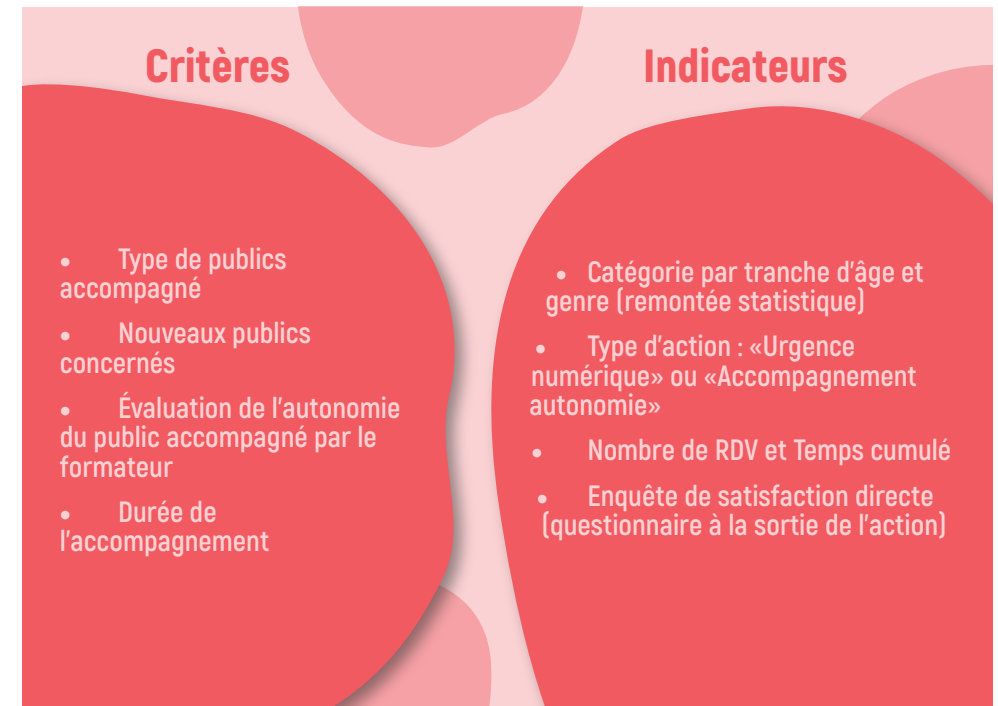 Critères
• Type de publics
accompagné
• Nouveaux publics
concernés
• Évaluation de l'autonomie
du public accompagné par le
formateur
• Durée de
l'accompagnement
Indicateurs
• Catégorie par tranche d'âge et
genre (remontée statistique)
• Type d'action : «Urgence
numérique» ou «Accompagnement
autonomie»
• Nombre de RDV et Temps cumulé
• Enquête de satisfaction directe
(questionnaire à la sortie de l'action)